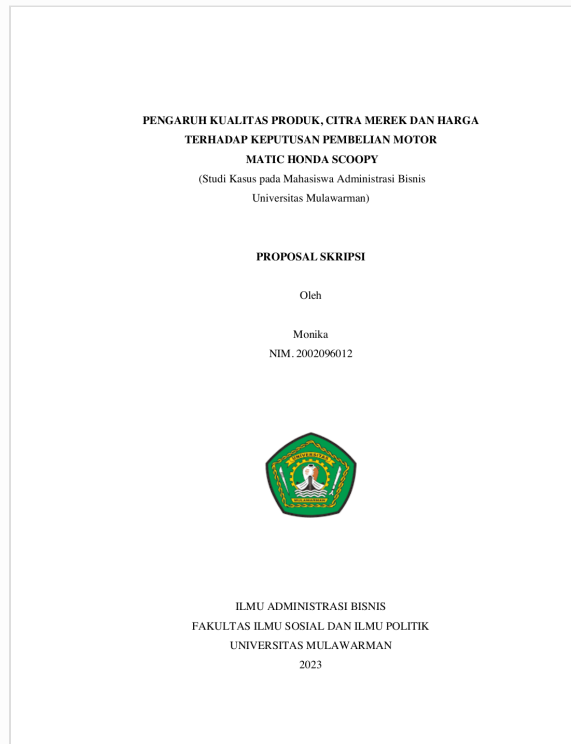 PENGARUH KUALITAS PRODUK, CITRA MEREK DAN HARGA
TERHADAP KEPUTUSAN PEMBELIAN MOTOR
MATIC HONDA SCOOPY
(Studi Kasus pada Mahasiswa Administrasi Bisnis
Universitas Mulawarman)
PROPOSAL SKRIPSI
Oleh
Monika
NIM. 2002096012
UNIVERSITAS
MULAWARMAN
ILMU ADMINISTRASI BISNIS
FAKULTAS ILMU SOSIAL DAN ILMU POLITIK
UNIVERSITAS MULAWARMAN
2023